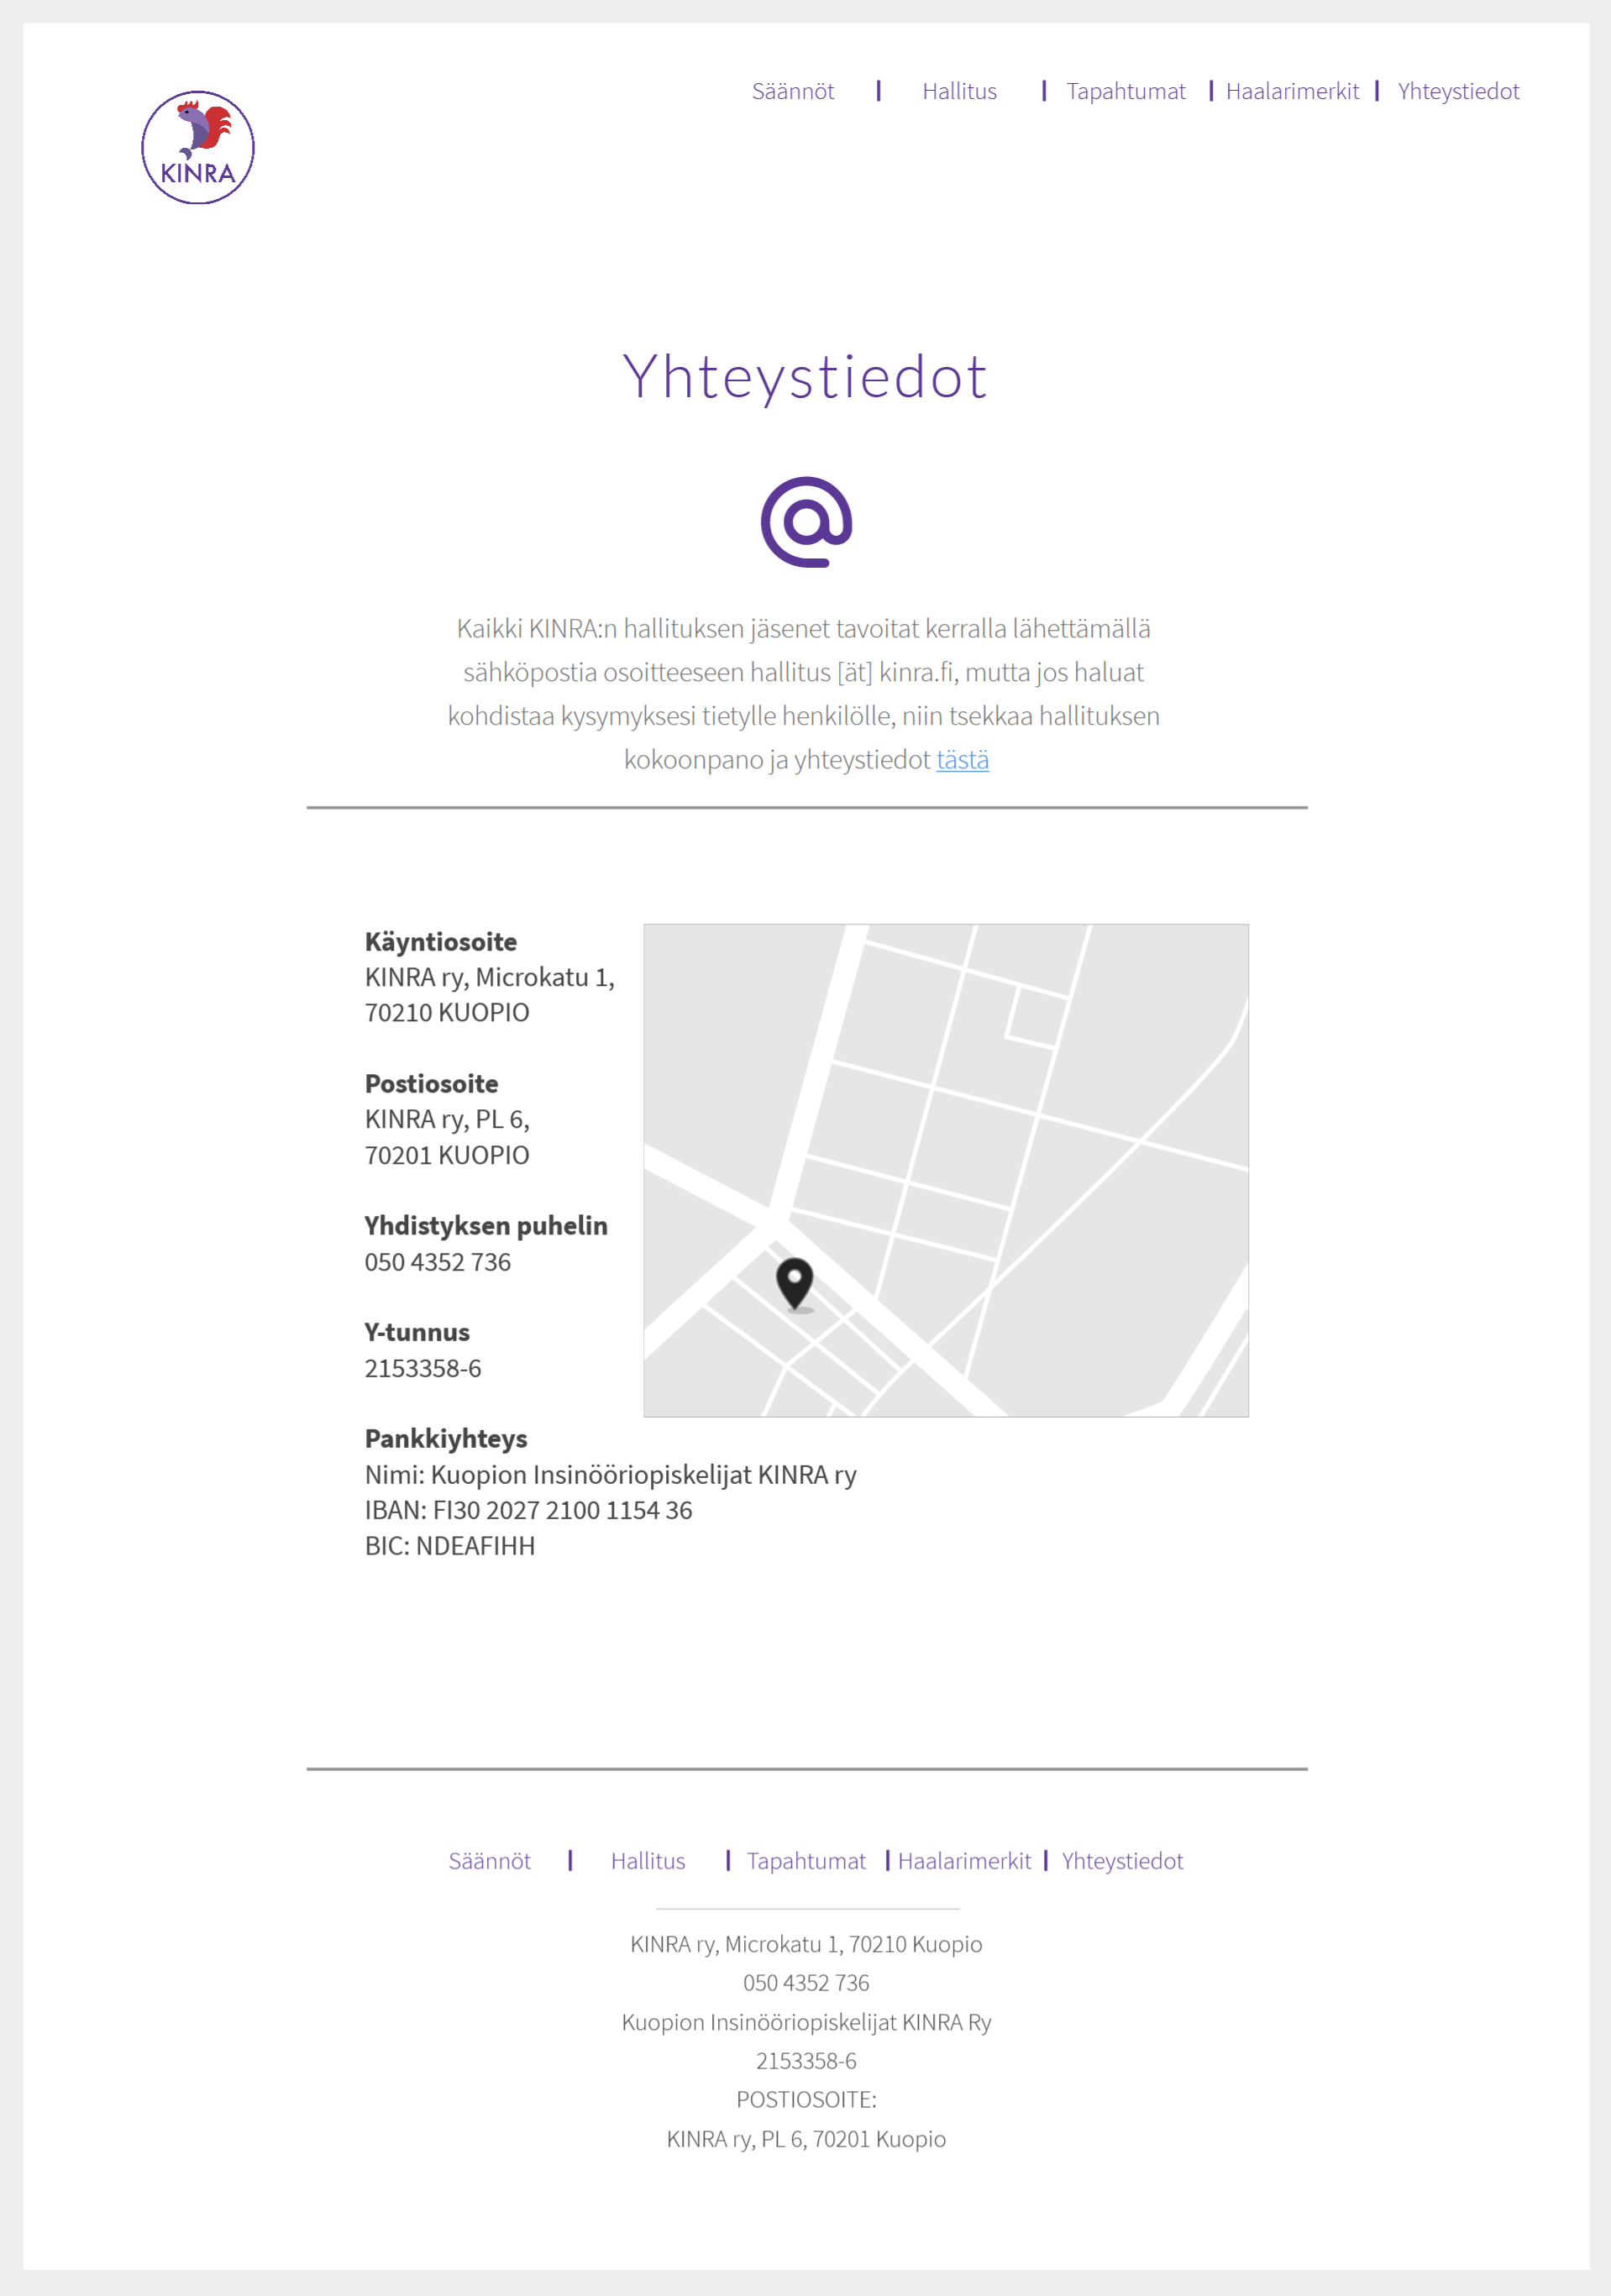 Säännöt | Hallitus | Tapahtumat | Haalarimerkit | Yhteystiedot
KINRA
Yhteystiedot
@
Kaikki KINRA:n hallituksen jäsenet tavoitat kerralla lähettämällä
sähköpostia osoitteeseen hallitus [ät] kinra.fi, mutta jos haluat
kohdistaa kysymyksesi tietylle henkilölle, niin tsekkaa hallituksen
kokoonpano ja yhteystiedot tästä
Käyntiosoite
KINRA ry, Microkatu 1,
70210 KUOPIO
Postiosoite
KINRA ry, PL 6,
70201 KUOPIO
Yhdistyksen puhelin
050 4352 736
Y-tunnus
2153358-6
Pankkiyhteys
Nimi: Kuopion Insinööriopiskelijat KINRA ry
IBAN: FI30 2027 2100 1154 36
BIC: NDEAFIHH
Säännöt | Hallitus | Tapahtumat | Haalarimerkit | Yhteystiedot
KINRA ry, Microkatu 1, 70210 Kuopio
050 4352 736
Kuopion Insinööriopiskelijat KINRA Ry
2153358-6
POSTIOSOITE:
KINRA ry, PL 6, 70201 Kuopio